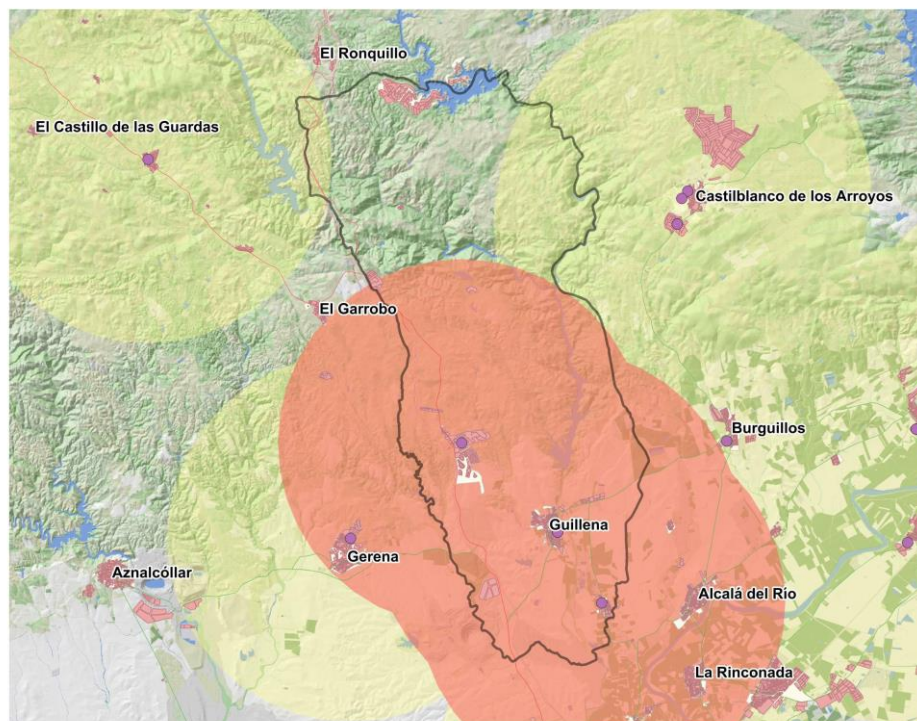 El Ronquillo
El Castillo de las Guardas
Castilblanco de los Arroyos
El Garrobo
Burguillos
Guillena
Gerena
Aznalcóllar
Alcalá del Río
La Rinconada